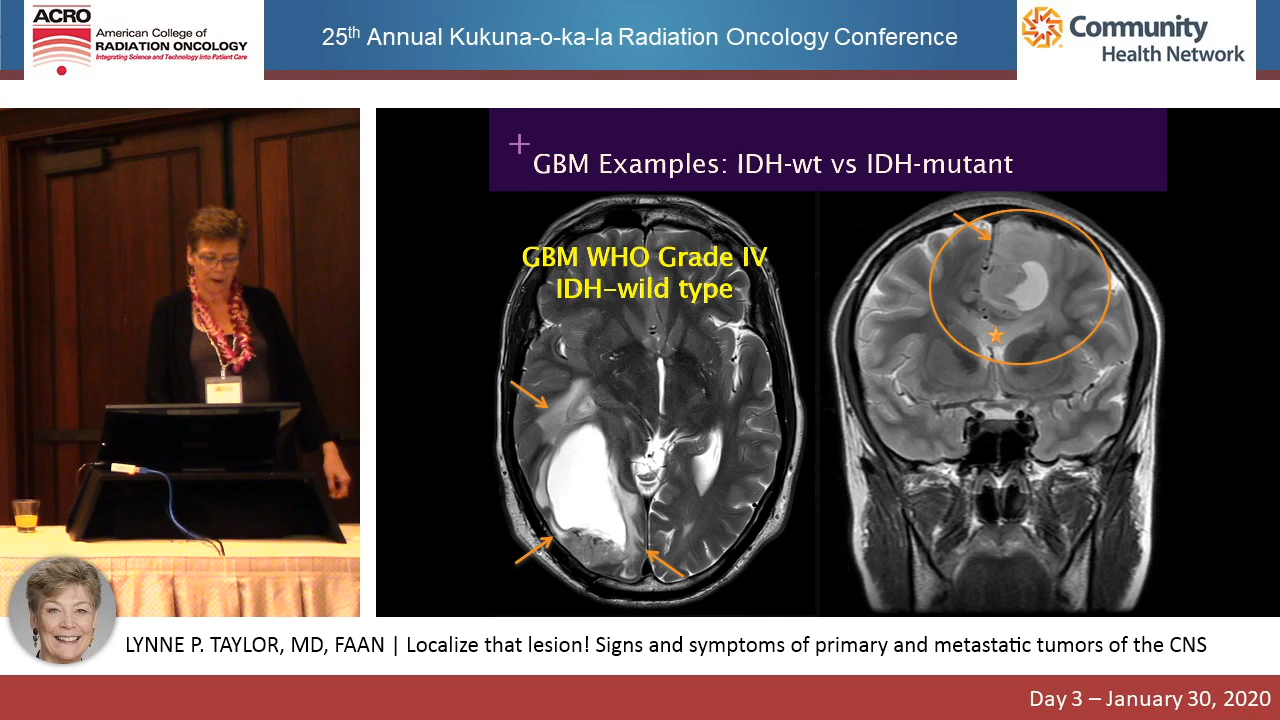 ACRO
American College of
RADIATION ONCOLOGY
Integrating Science and Technology into Patient Care
25th Annual Kukuna-o-ka-la Radiation Oncology Conference
Community
Health Network
+
GBM Examples: IDH-wt vs IDH-mutant
GBM WHO Grade IV
IDH-wild type
LYNNE P. TAYLOR, MD, FAAN | Localize that lesion! Signs and symptoms of primary and metastatic tumors of the CNS
Day 3 – January 30, 2020